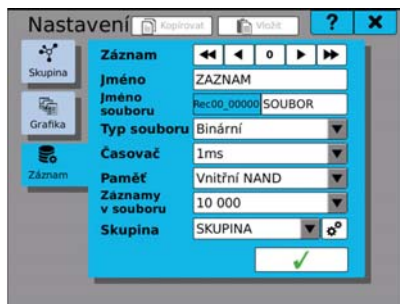 Nastavení Kopírovat Vložit ? X
Skupina
Grafika
Záznam
Záznam 0
Jméno ZAZNAM
Jméno souboru Rec00_00000 SOUBOR
Typ souboru Binární
Časovač 1ms
Paměť Vnitřní NAND
Záznamy v souboru 10 000
Skupina SKUPINA